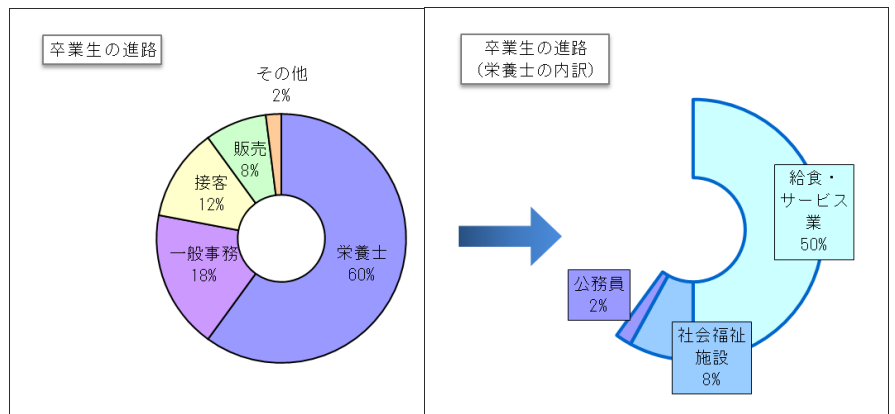 卒業生の進路
その他
2%
販売
8%
接客
12%
一般事務
18%
栄養士
60%
卒業生の進路
(栄養士の内訳)
給食・
サービス
業
50%
公務員
2%
社会福祉
施設
8%